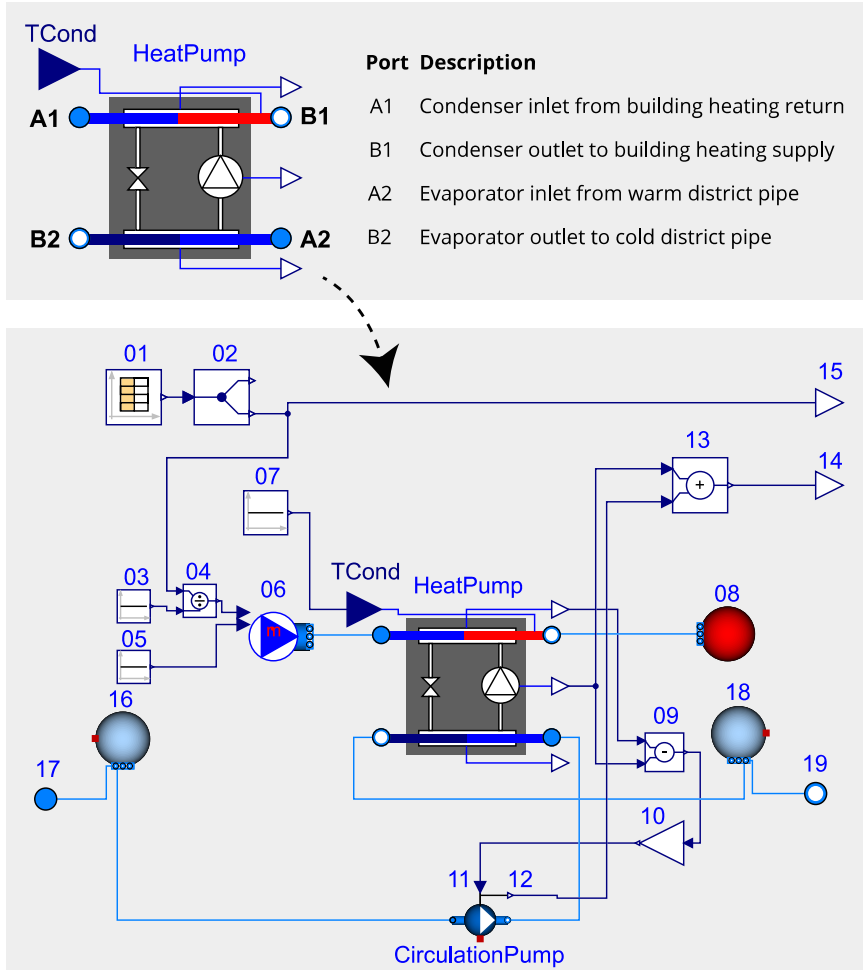 TCond
HeatPump
A1
B1
B2
A2
Port Description
A1 Condenser inlet from building heating return
B1 Condenser outlet to building heating supply
A2 Evaporator inlet from warm district pipe
B2 Evaporator outlet to cold district pipe
01
02
15
13
14
07
TCond
HeatPump
03
04
06
08
ṁ
05
+
÷
16
18
09
-
17
19
10
11
12
CirculationPump